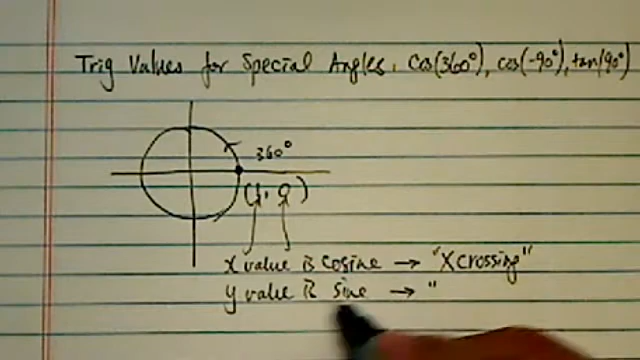 Trig Values for Special Angles. cos(360°), cos(-90°), tan(90°)
360°
(1, 0)
x value is cosine → "X crossing"
y value is sine → "